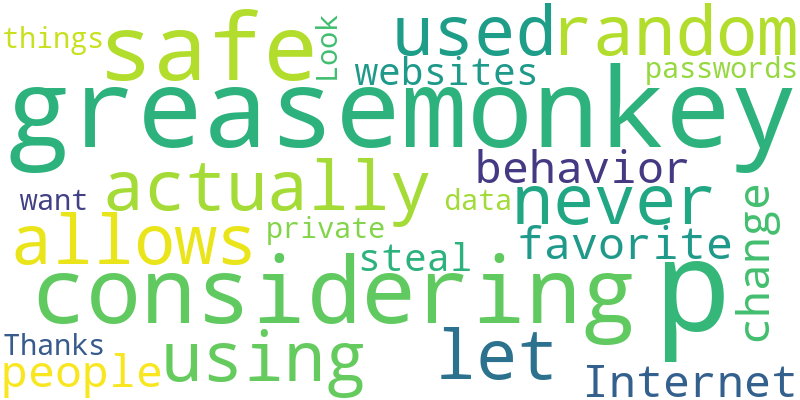 things
safe
Look
used
random
websites
passwords
greasemonkey
behavior
want
actually
data
never
private
allows
steal
favorite
change
considering
p
Thanks
people
using
let
Internet